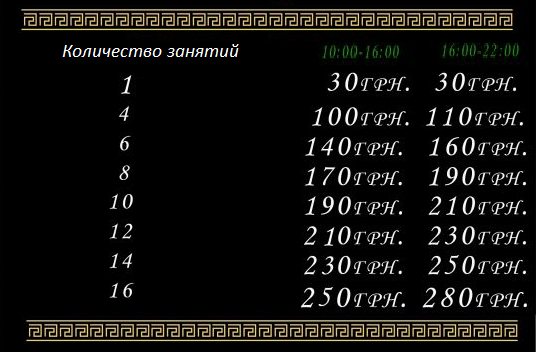 Количество занятий 10:00-16:00 16:00-22:00
1 30ГРН. 30ГРН.
4 100ГРН. 110ГРН.
6 140ГРН. 160ГРН.
8 170ГРН. 190ГРН.
10 190ГРН. 210ГРН.
12 210ГРН. 230ГРН.
14 230ГРН. 250ГРН.
16 250ГРН. 280ГРН.